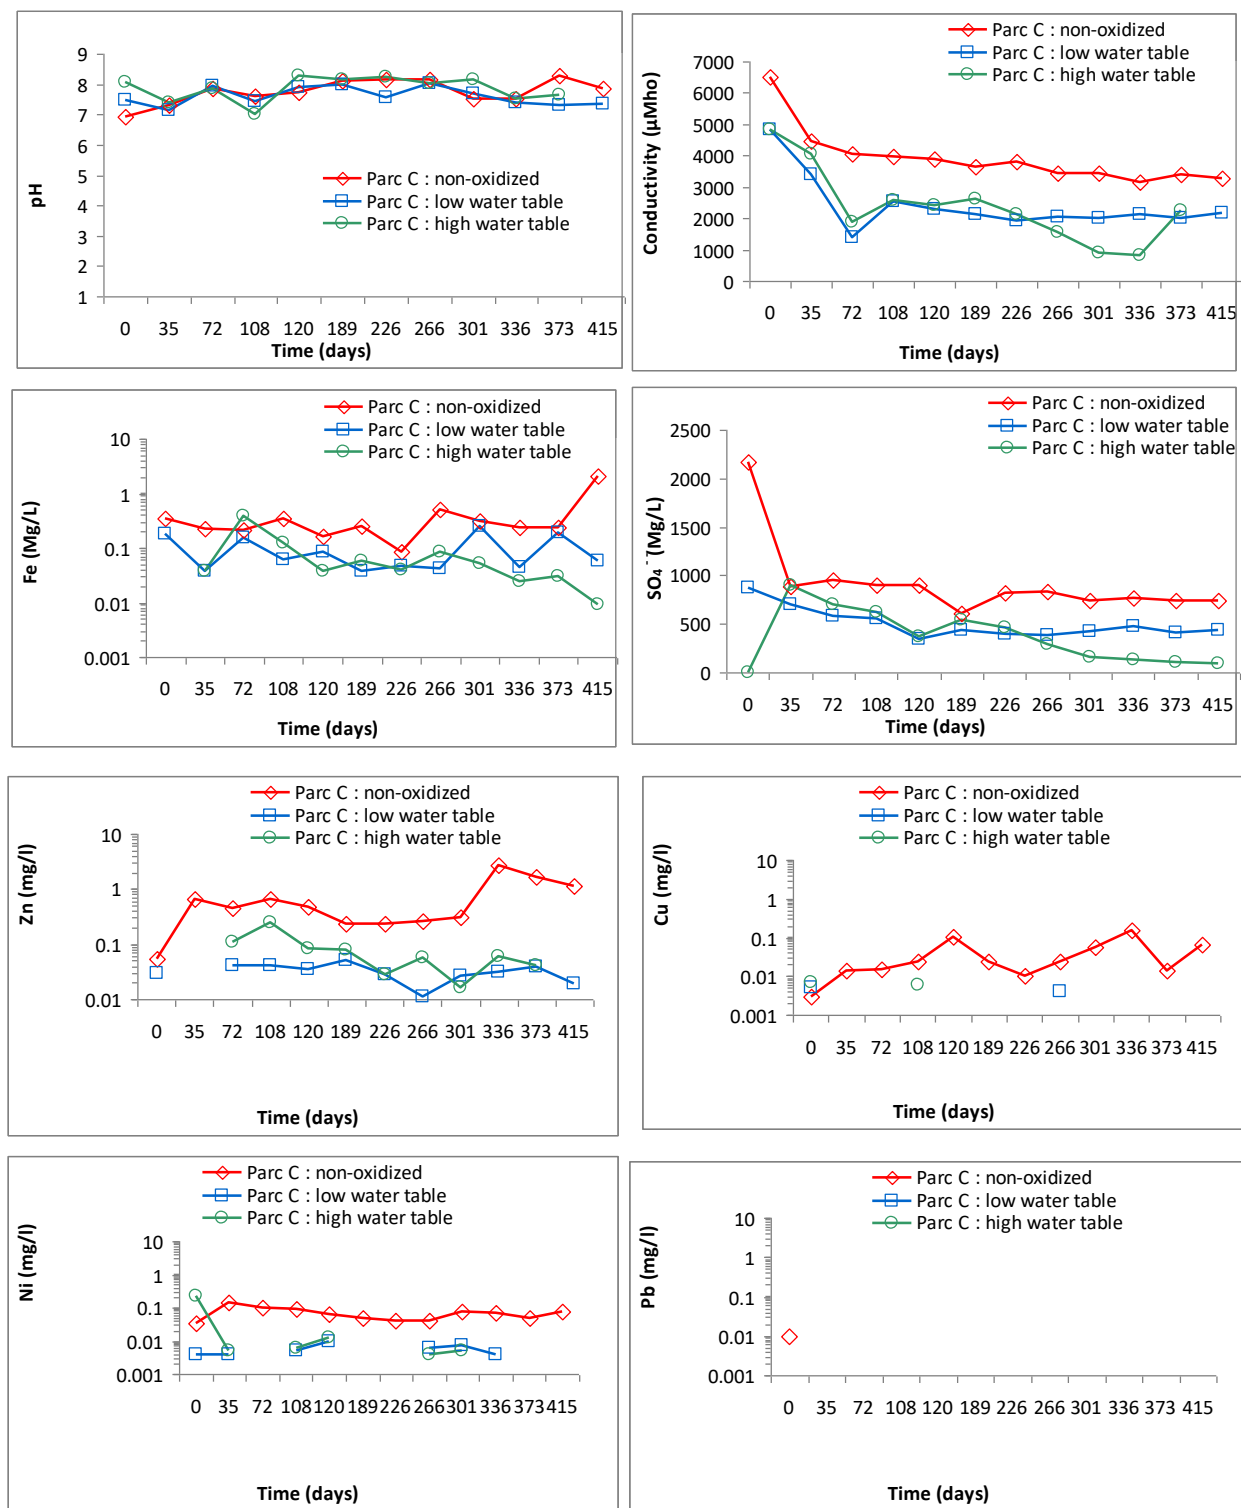 Parc C : non-oxidized
Parc C : low water table
Parc C : high water table
pH
9
8
7
6
5
4
3
2
1
0 35 72 108 120 189 226 266 301 336 373 415
Time (days)
Parc C : non-oxidized
Parc C : low water table
Parc C : high water table
Conductivity (µMho)
7000
6000
5000
4000
3000
2000
1000
0
0 35 72 108 120 189 226 266 301 336 373 415
Time (days)
Parc C : non-oxidized
Parc C : low water table
Parc C : high water table
Fe (Mg/L)
10
1
0.1
0.01
0.001
0 35 72 108 120 189 226 266 301 336 373 415
Time (days)
Parc C : non-oxidized
Parc C : low water table
Parc C : high water table
SO₄⁻⁻(Mg/L)
2500
2000
1500
1000
500
0
0 35 72 108 120 189 226 266 301 336 373 415
Time (days)
Parc C : non-oxidized
Parc C : low water table
Parc C : high water table
Zn (mg/l)
10
1
0.1
0.01
0 35 72 108 120 189 226 266 301 336 373 415
Time (days)
Parc C : non-oxidized
Parc C : low water table
Parc C : high water table
Cu (mg/l)
10
1
0.1
0.01
0.001
0 35 72 108 120 189 226 266 301 336 373 415
Time (days)
Parc C : non-oxidized
Parc C : low water table
Parc C : high water table
Ni (mg/l)
10
1
0.1
0.01
0.001
0 35 72 108 120 189 226 266 301 336 373 415
Time (days)
Parc C : non-oxidized
Parc C : low water table
Parc C : high water table
Pb (mg/l)
10
1
0.1
0.01
0.001
0 35 72 108 120 189 226 266 301 336 373 415
Time (days)